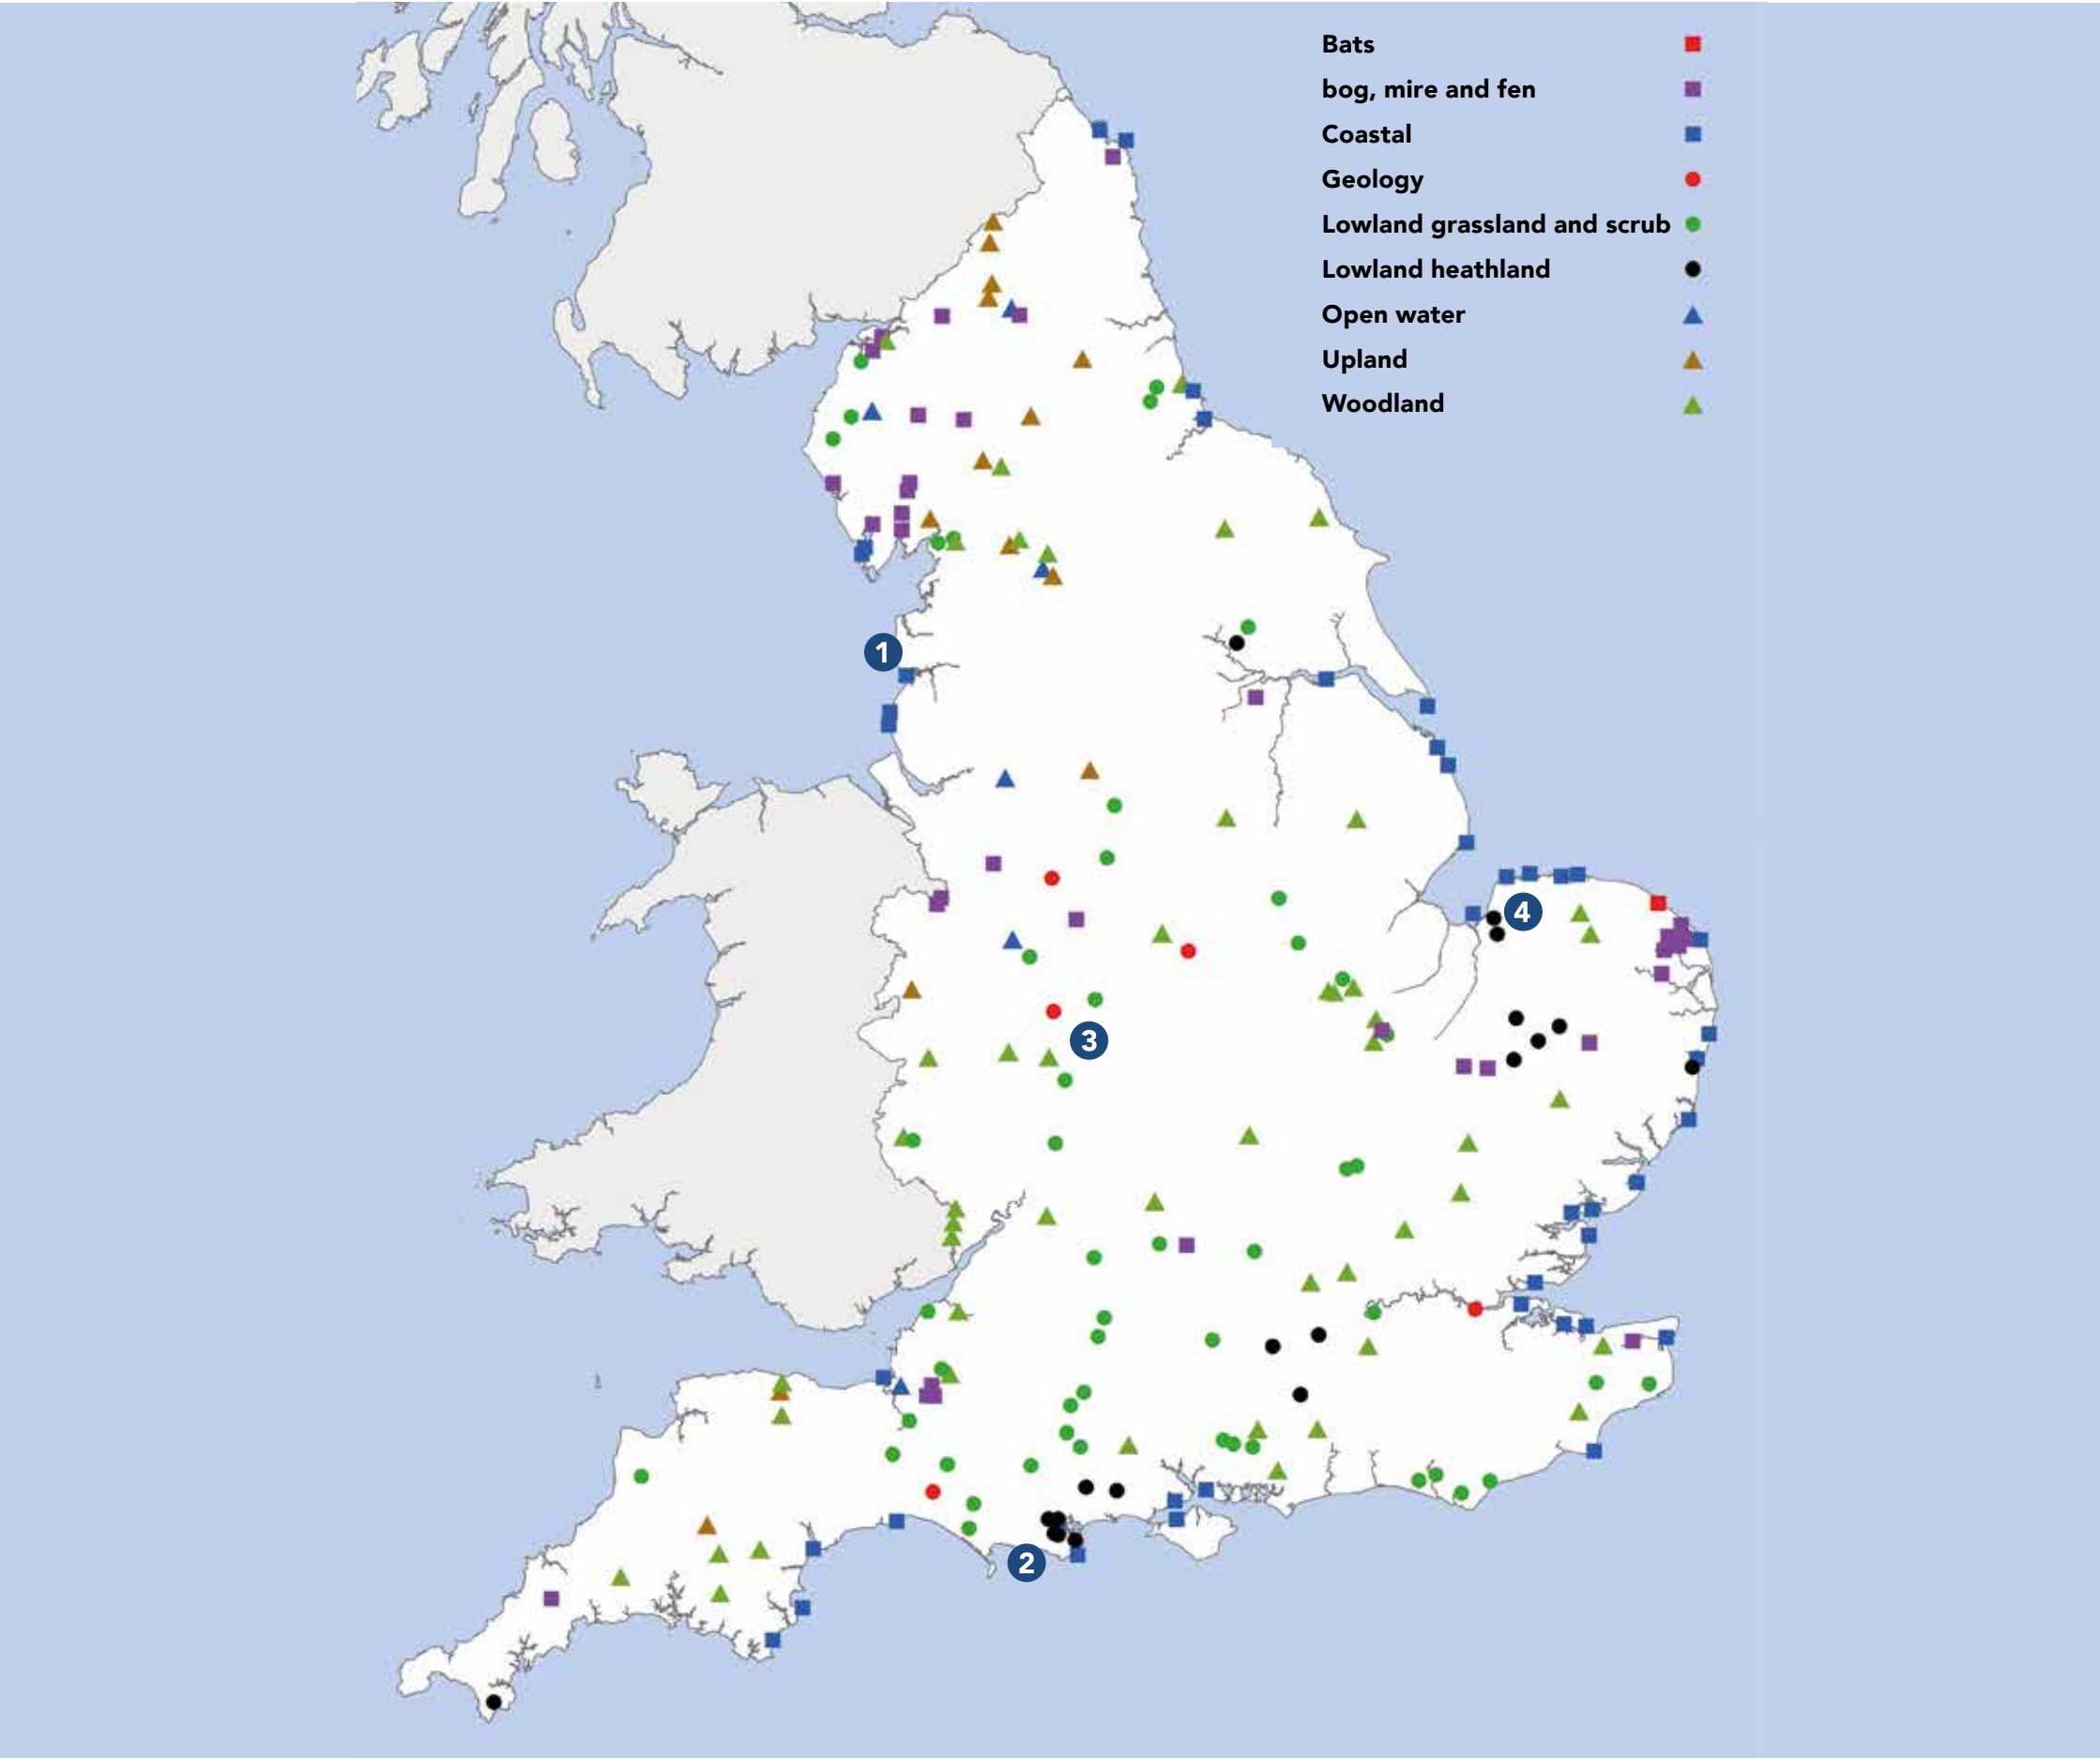 Bats
bog, mire and fen
Coastal
Geology
Lowland grassland and scrub
Lowland heathland
Open water
Upland
Woodland
1
4
3
2